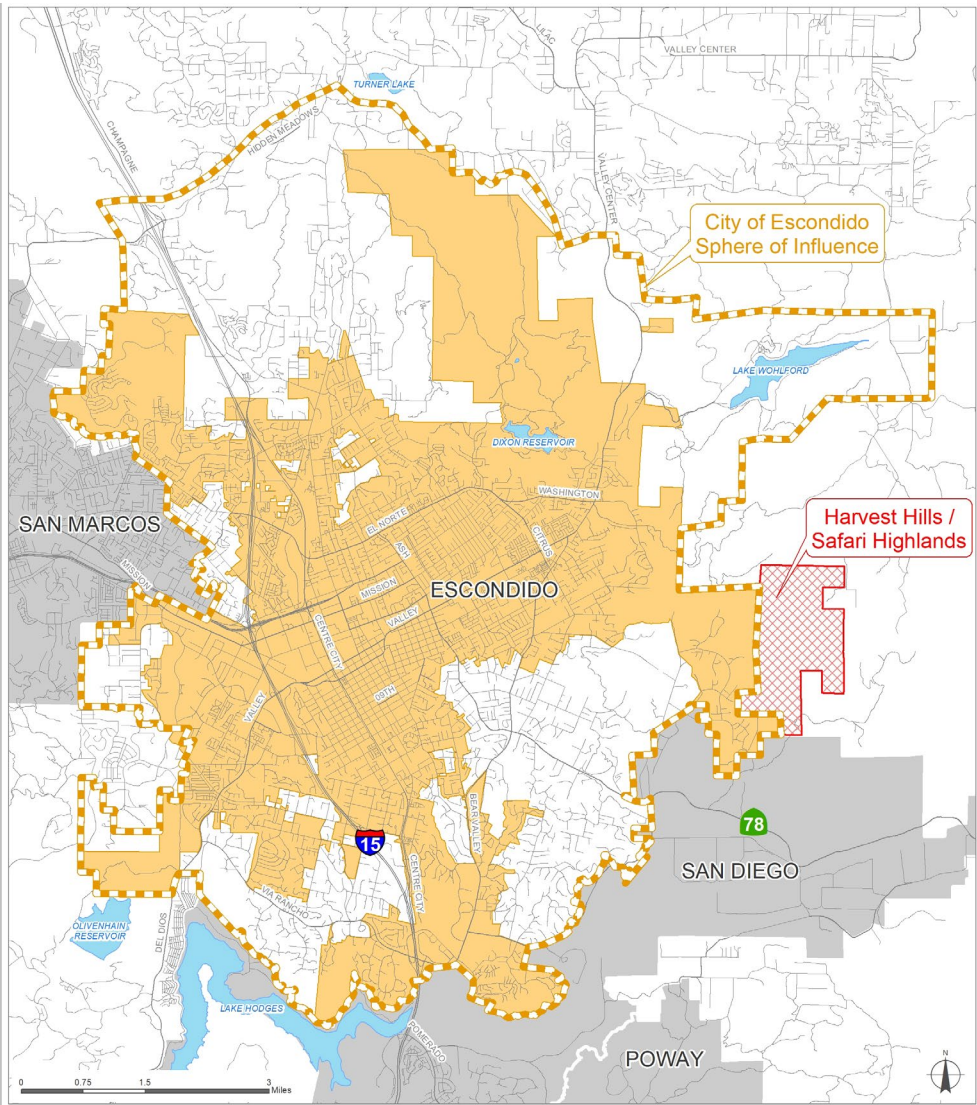 LILAC
VALLEY CENTER
TURNER LAKE
CHAMPAGNE
HIDDEN MEADOWS
VALLEY CENTER
City of Escondido
Sphere of Influence
LAKE WOHLFORD
DIXON RESERVOIR
WASHINGTON
SAN MARCOS
EL NORTE
ASH
CITRUS
Harvest Hills /
Safari Highlands
MISSION
MISSION
ESCONDIDO
VALLEY
CENTRE CITY
09TH
VALLEY
BEAR VALLEY
15
78
CENTRE CITY
SAN DIEGO
VIA RANCHO
OLIVENHAIN
RESERVOIR
DEL DIOS
LAKE HODGES
POMERADO
POWAY
N
0 0.75 1.5 3
Miles